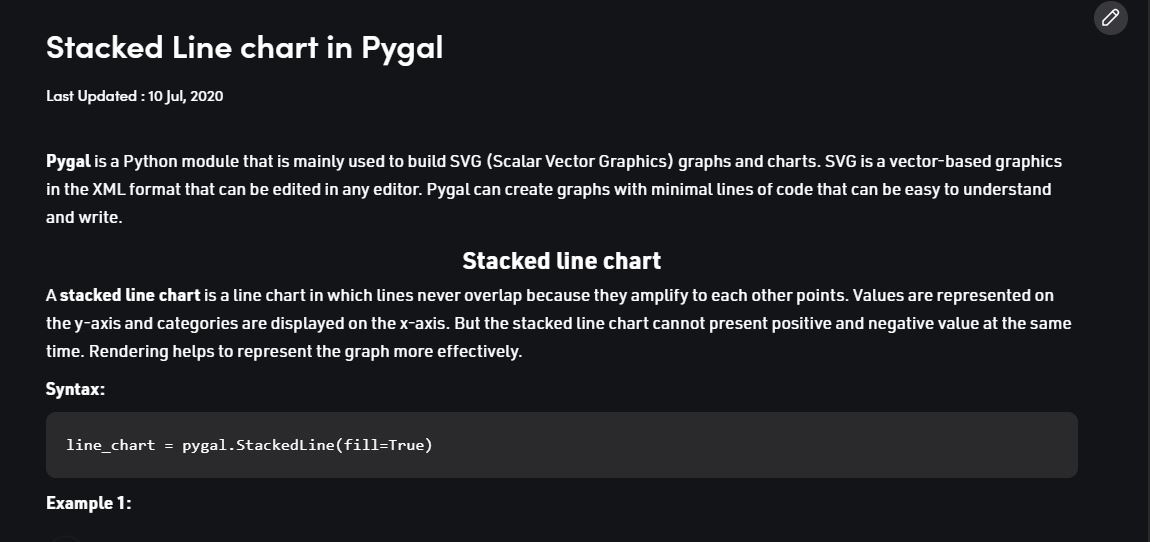 Stacked Line chart in Pygal
Last Updated : 10 Jul, 2020
Pygal is a Python module that is mainly used to build SVG (Scalar Vector Graphics) graphs and charts. SVG is a vector-based graphics
in the XML format that can be edited in any editor. Pygal can create graphs with minimal lines of code that can be easy to understand
and write.
Stacked line chart
A stacked line chart is a line chart in which lines never overlap because they amplify to each other points. Values are represented on
the y-axis and categories are displayed on the x-axis. But the stacked line chart cannot present positive and negative value at the same
time. Rendering helps to represent the graph more effectively.
Syntax:
line_chart = pygal.StackedLine(fill=True)
Example 1: